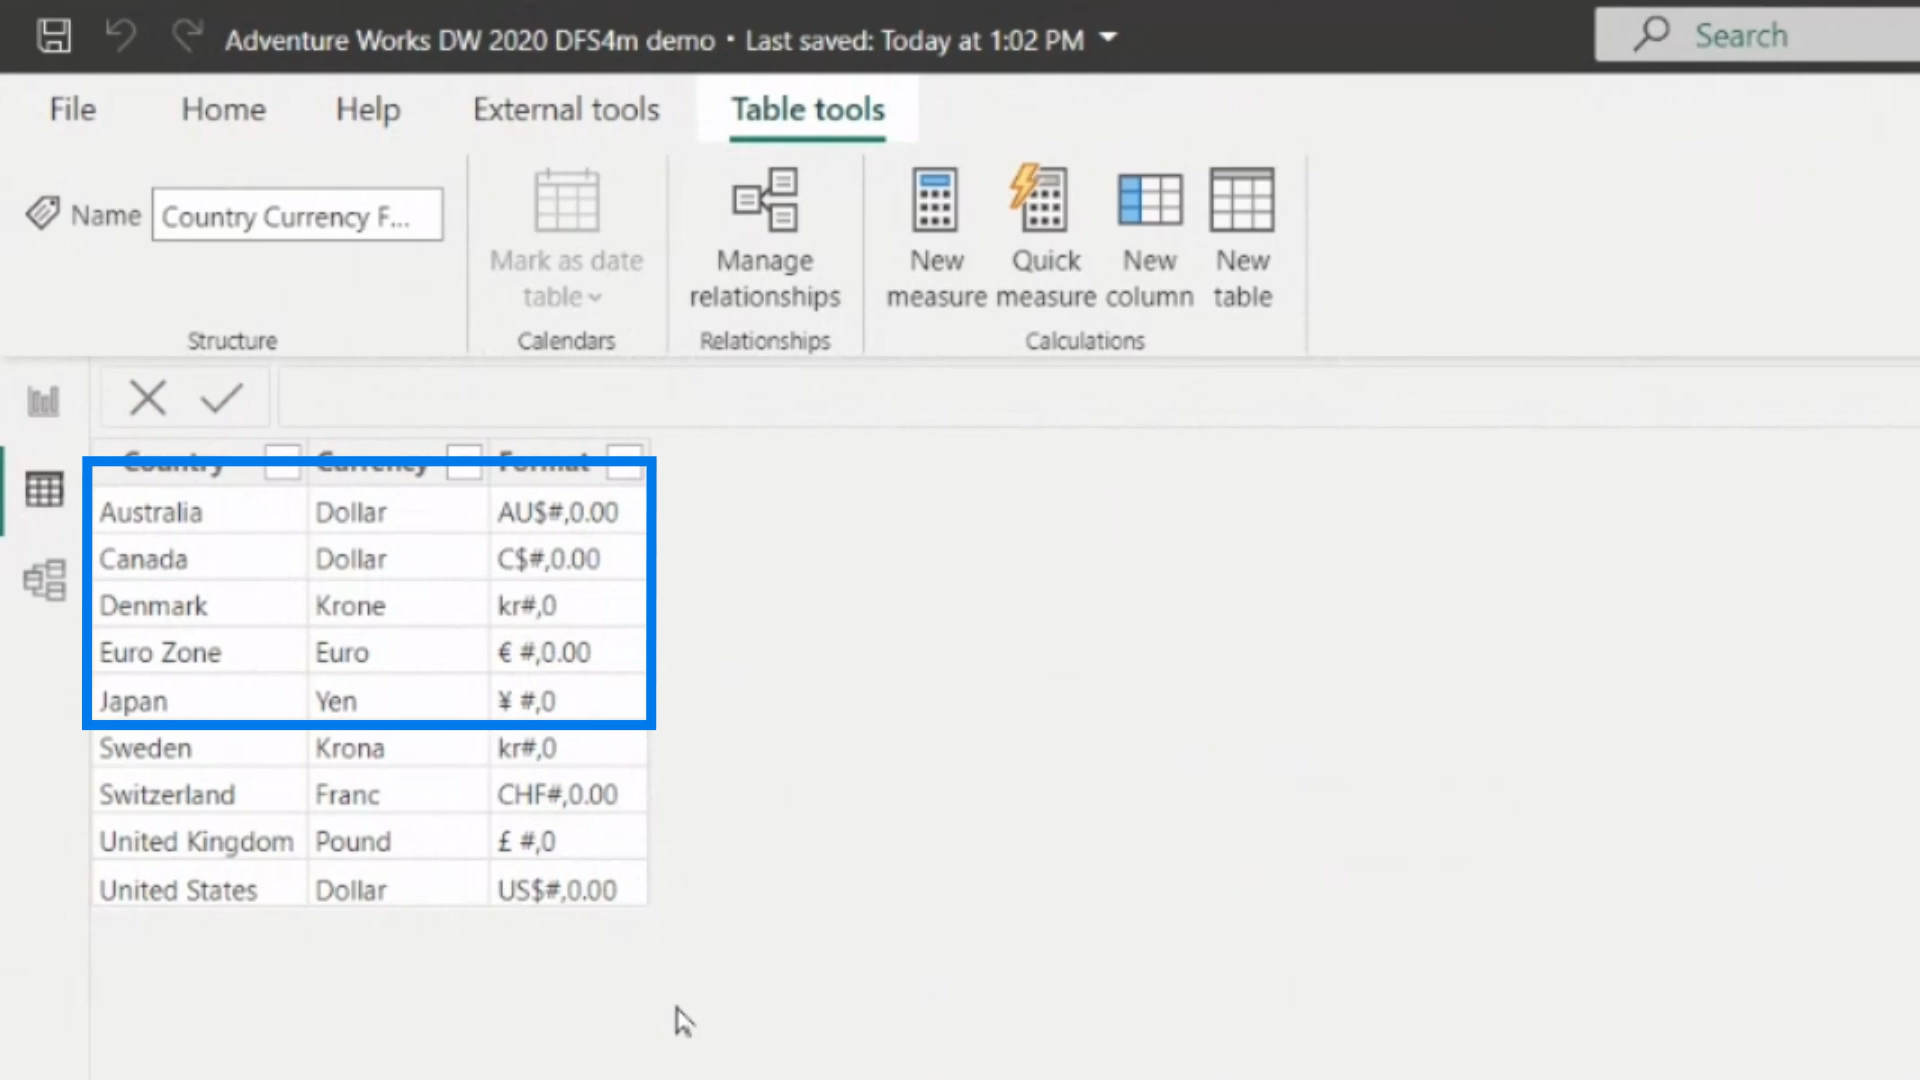 Adventure Works DW 2020 DFS4m demo • Last saved: Today at 1:02 PM
Search
File Home Help External tools Table tools
Name Country Currency F...
Mark as date table
Manage relationships
New measure
Quick measure
New column
New table
Structure Calendars Relationships Calculations
Country Currency Format
Australia Dollar AU$#,0.00
Canada Dollar C$#,0.00
Denmark Krone kr#,0
Euro Zone Euro € #,0.00
Japan Yen ¥ #,0
Sweden Krona kr#,0
Switzerland Franc CHF#,0.00
United Kingdom Pound £ #,0
United States Dollar US$#,0.00